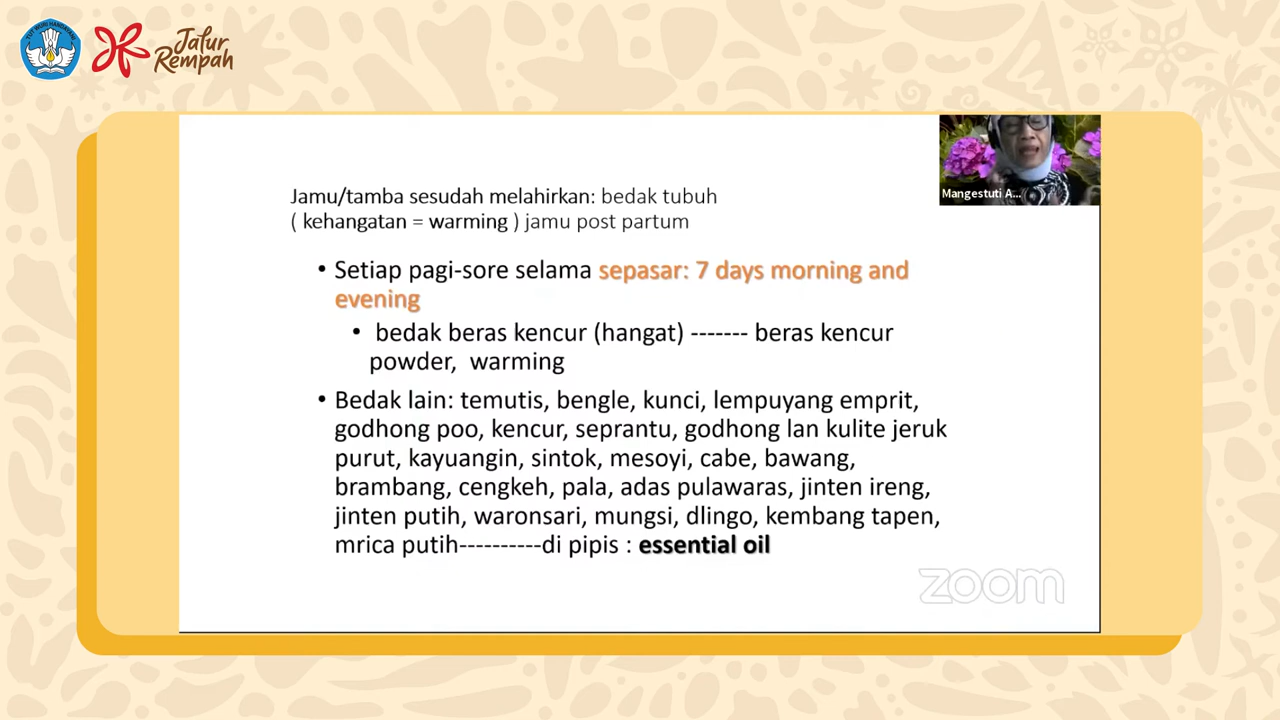 TUT WURI HANDAYANI
Jalur
Rempah
Mangestuti A...
Jamu/tamba sesudah melahirkan: bedak tubuh
( kehangatan = warming ) jamu post partum
• Setiap pagi-sore selama sepasar: 7 days morning and
evening
• bedak beras kencur (hangat) ------- beras kencur
powder, warming
• Bedak lain: temutis, bengle, kunci, lempuyang emprit,
godhong poo, kencur, seprantu, godhong lan kulite jeruk
purut, kayuangin, sintok, mesoyi, cabe, bawang,
brambang, cengkeh, pala, adas pulawaras, jinten ireng,
jinten putih, waronsari, mungsi, dlingo, kembang tapen,
mrica putih----------di pipis : essential oil
zoom